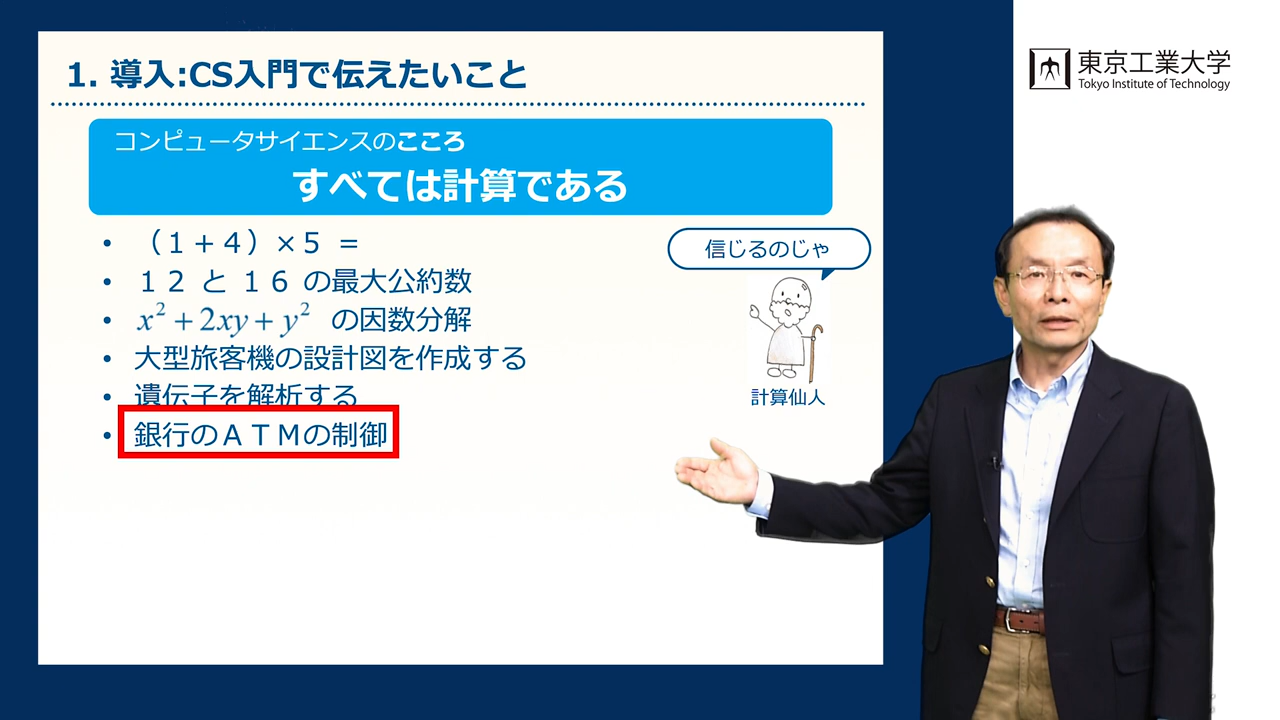 1. 導入:CS入門で伝えたいこと
コンピュータサイエンスのこころ
すべては計算である
• （１＋４）×５ ＝
• １２ と １６ の最大公約数
• x² + 2xy + y² の因数分解
• 大型旅客機の設計図を作成する
• 遺伝子を解析する
• 銀行のＡＴＭの制御
信じるのじゃ
計算仙人
東京工業大学
Tokyo Institute of Technology